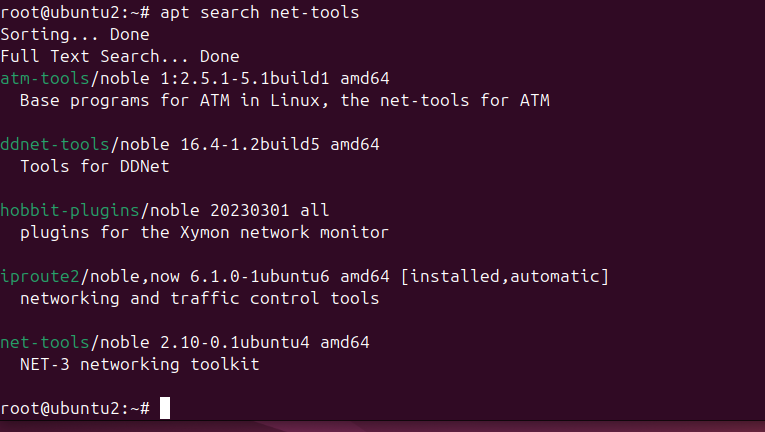 root@ubuntu2:~# apt search net-tools
Sorting... Done
Full Text Search... Done
atm-tools/noble 1:2.5.1-5.1build1 amd64
  Base programs for ATM in Linux, the net-tools for ATM

ddnet-tools/noble 16.4-1.2build5 amd64
  Tools for DDNet

hobbit-plugins/noble 20230301 all
  plugins for the Xymon network monitor

iproute2/noble,now 6.1.0-1ubuntu6 amd64 [installed,automatic]
  networking and traffic control tools

net-tools/noble 2.10-0.1ubuntu4 amd64
  NET-3 networking toolkit

root@ubuntu2:~#